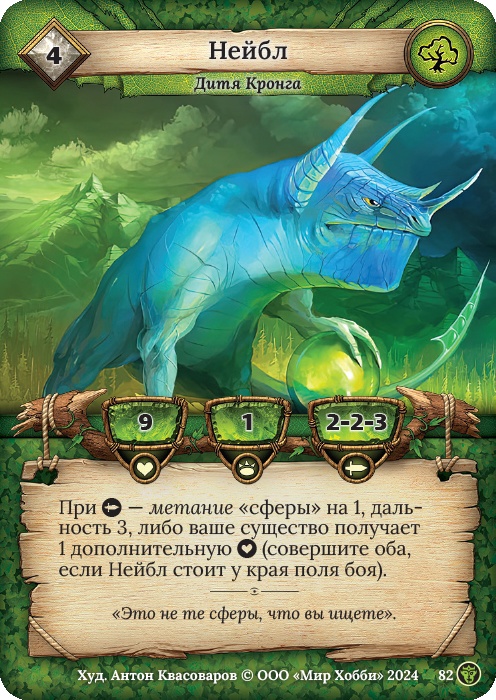 4
Нейбл
Дитя Кронга
9
1
2-2-3
При — метание «сферы» на 1, даль-
ность 3, либо ваше существо получает
1 дополнительную (совершите оба,
если Нейбл стоит у края поля боя).
«Это не те сферы, что вы ищете».
Худ. Антон Квасоваров © ООО «Мир Хобби» 2024 82